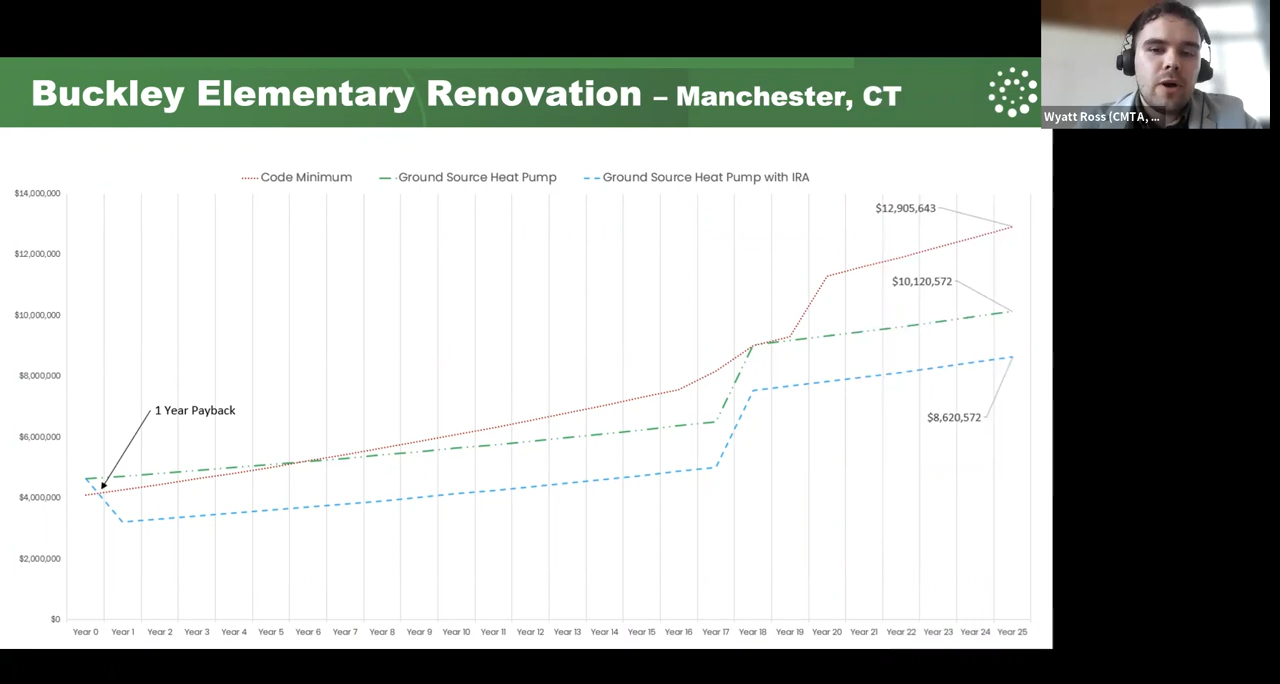 Buckley Elementary Renovation – Manchester, CT
Wyatt Ross (CMTA, ...
Code Minimum
Ground Source Heat Pump
Ground Source Heat Pump with IRA
$14,000,000
$12,000,000
$10,000,000
$8,000,000
$6,000,000
$4,000,000
$2,000,000
$0
$12,905,643
$10,120,572
$8,620,572
1 Year Payback
Year 0 Year 1 Year 2 Year 3 Year 4 Year 5 Year 6 Year 7 Year 8 Year 9 Year 10 Year 11 Year 12 Year 13 Year 14 Year 15 Year 16 Year 17 Year 18 Year 19 Year 20 Year 21 Year 22 Year 23 Year 24 Year 25